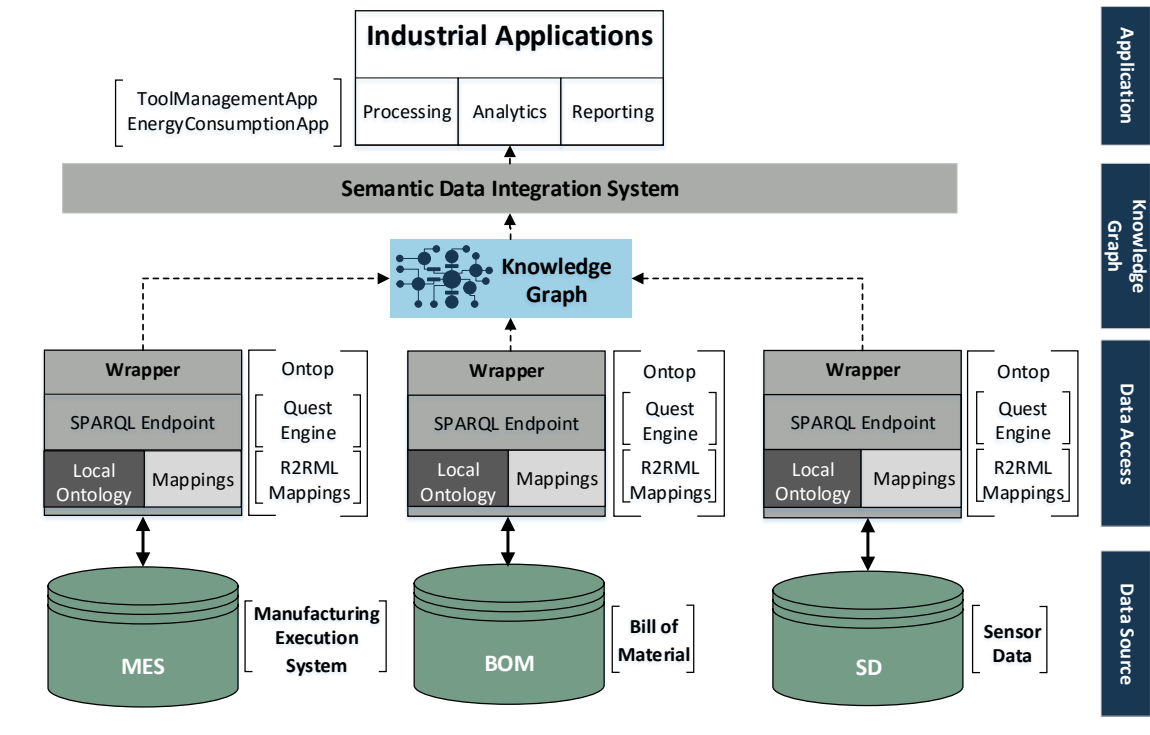 Industrial Applications
ToolManagementApp
EnergyConsumptionApp
Processing
Analytics
Reporting
Application
Semantic Data Integration System
Knowledge
Graph
Knowledge
Graph
Wrapper
SPARQL Endpoint
Local
Ontology
Mappings
Ontop
Quest
Engine
R2RML
Mappings
Wrapper
SPARQL Endpoint
Local
Ontology
Mappings
Ontop
Quest
Engine
R2RML
Mappings
Wrapper
SPARQL Endpoint
Local
Ontology
Mappings
Ontop
Quest
Engine
R2RML
Mappings
Data Access
MES
Manufacturing
Execution
System
BOM
Bill of
Material
SD
Sensor
Data
Data Source